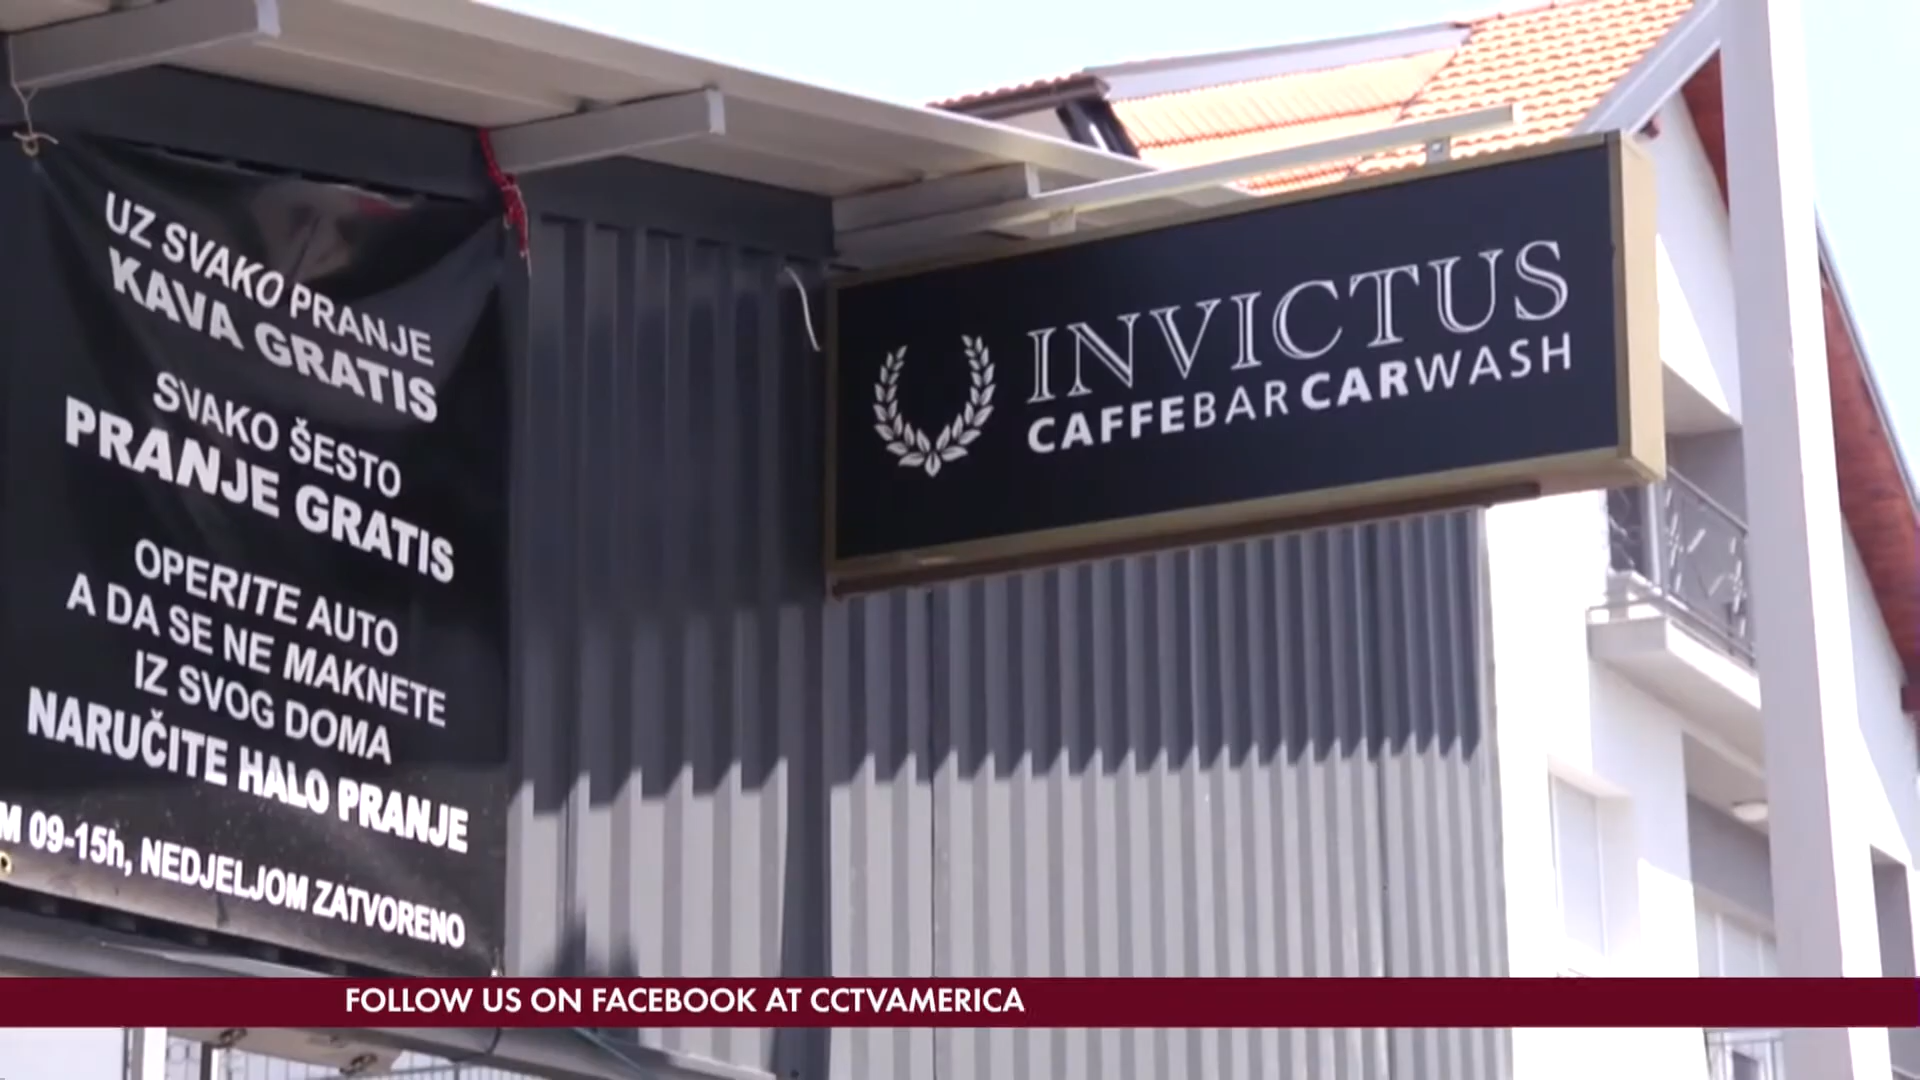 UZ SVAKO PRANJE
KAVA GRATIS
SVAKO ŠESTO
PRANJE GRATIS
OPERITE AUTO
A DA SE NE MAKNETE
IZ SVOG DOMA
NARUČITE HALO PRANJE
09-15h, NEDJELJOM ZATVORENO
INVICTUS
CAFFEBARCARWASH
FOLLOW US ON FACEBOOK AT CCTVAMERICA